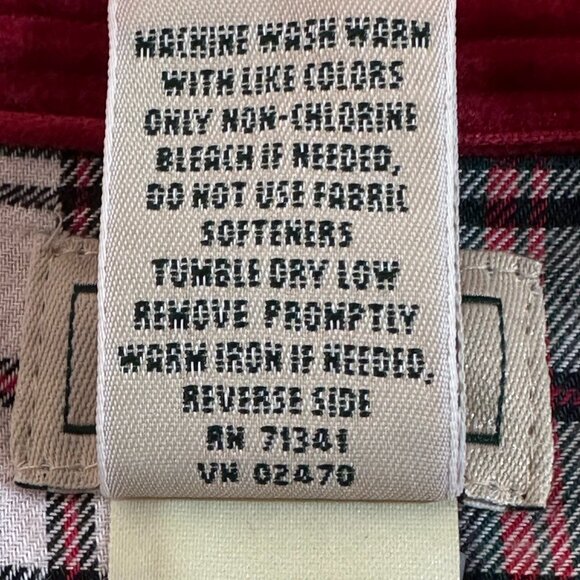 MACHINE WASH WARM
WITH LIKE COLORS
ONLY NON-CHLORINE
BLEACH IF NEEDED,
DO NOT USE FABRIC
SOFTENERS
TUMBLE DRY LOW
REMOVE PROMPTLY
WARM IRON IF NEEDED,
REVERSE SIDE
RN 71341
VN 02470